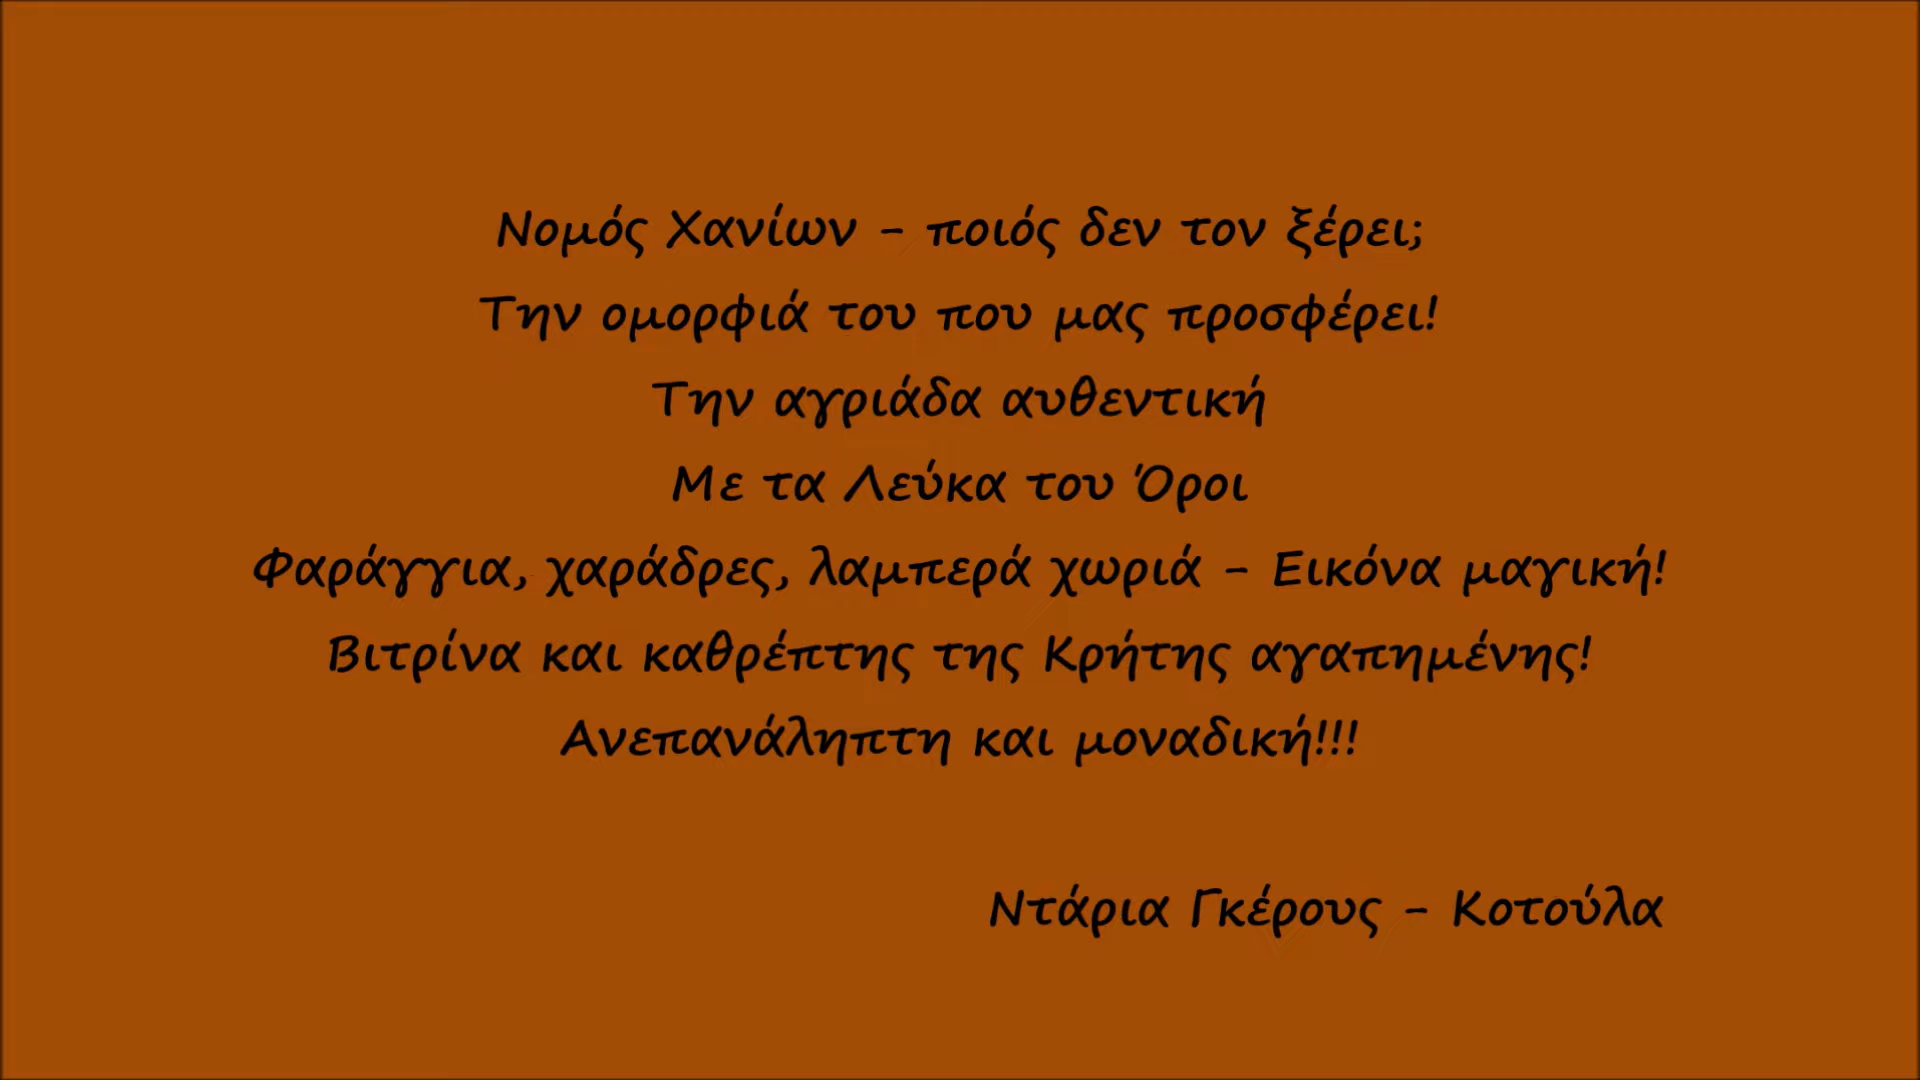 Νομός Χανίων - ποιός δεν τον ξέρει;
Την ομορφιά του που μας προσφέρει!
Την αγριάδα αυθεντική
Με τα Λεύκα του Όροι
Φαράγγια, χαράδρες, λαμπερά χωριά - Εικόνα μαγική!
Βιτρίνα και καθρέπτης της Κρήτης αγαπημένης!
Ανεπανάληπτη και μοναδική!!!
Ντάρια Γκέρους - Κοτούλα